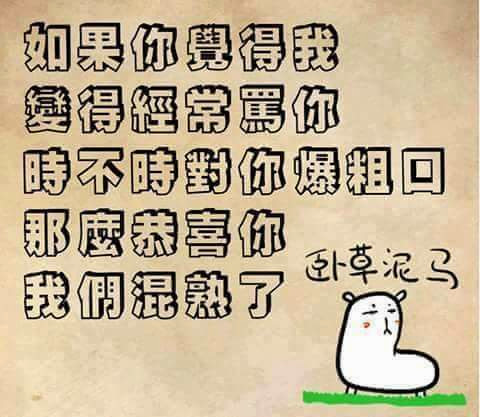 如果你覺得我
變得經常罵你
時不時對你爆粗口
那麼恭喜你
我們混熟了
卧草泥马